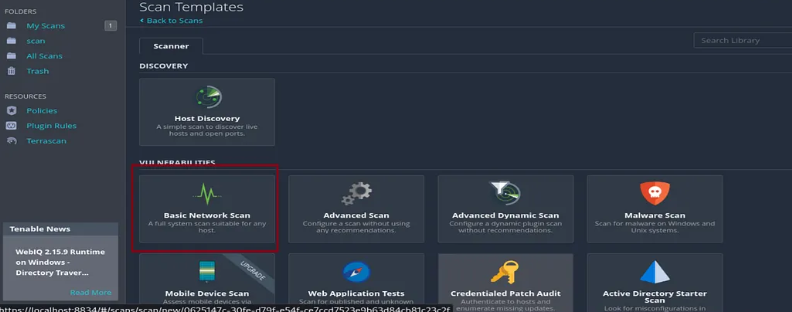 Scan Templates
FOLDERS
< Back to Scans
My Scans
1
scan
All Scans
Trash
RESOURCES
Policies
Plugin Rules
Terrascan
Tenable News
WebIQ 2.15.9 Runtime
on Windows -
Directory Traver...
Read More
Scanner
Search Library
DISCOVERY
Host Discovery
A simple scan to discover live
hosts and open ports.
VULNERABILITIES
Basic Network Scan
A full system scan suitable for any
host.
Advanced Scan
Configure a scan without using
any recommendations.
Advanced Dynamic Scan
Configure a dynamic plugin scan
without recommendations.
Malware Scan
Scan for malware on Windows and
Unix systems.
UPGRADE
Mobile Device Scan
Assess mobile devices via
Web Application Tests
Scan for published and unknown
Credentialed Patch Audit
Authenticate to hosts and
enumerate missing updates.
Active Directory Starter
Scan
Look for misconfigurations in
https://localhost:8834/#/scans/scan/new/0625147c-30fe-d79f-e54f-ce7ccd7523e9b63d84cb81c23c2f